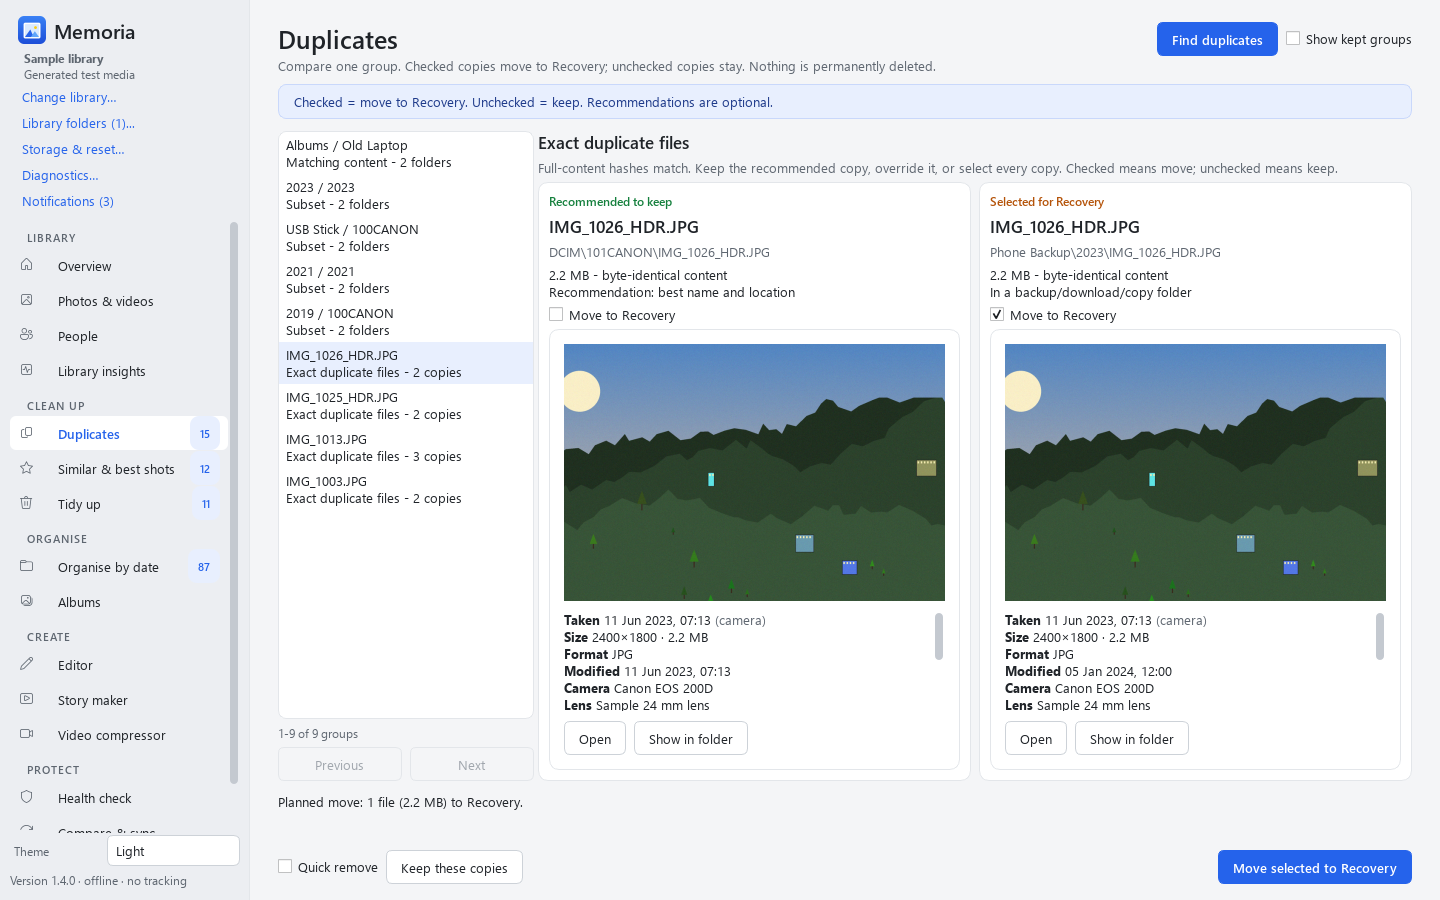 Memoria
Sample library
Generated test media
Change library...
Library folders (1)...
Storage & reset...
Diagnostics...
Notifications (3)
LIBRARY
Overview
Photos & videos
People
Library insights
CLEAN UP
Duplicates 15
Similar & best shots 12
Tidy up 11
ORGANISE
Organise by date 87
Albums
CREATE
Editor
Story maker
Video compressor
PROTECT
Health check
Compare & sync
Theme Light
Version 1.4.0 · offline · no tracking
Duplicates
Find duplicates
Show kept groups
Compare one group. Checked copies move to Recovery; unchecked copies stay. Nothing is permanently deleted.
Checked = move to Recovery. Unchecked = keep. Recommendations are optional.
Albums / Old Laptop
Matching content - 2 folders
2023 / 2023
Subset - 2 folders
USB Stick / 100CANON
Subset - 2 folders
2021 / 2021
Subset - 2 folders
2019 / 100CANON
Subset - 2 folders
IMG_1026_HDR.JPG
Exact duplicate files - 2 copies
IMG_1025_HDR.JPG
Exact duplicate files - 2 copies
IMG_1013.JPG
Exact duplicate files - 3 copies
IMG_1003.JPG
Exact duplicate files - 2 copies
1-9 of 9 groups
Previous
Next
Exact duplicate files
Full-content hashes match. Keep the recommended copy, override it, or select every copy. Checked means move; unchecked means keep.
Recommended to keep
IMG_1026_HDR.JPG
DCIM\101CANON\IMG_1026_HDR.JPG
2.2 MB - byte-identical content
Recommendation: best name and location
Move to Recovery
Taken 11 Jun 2023, 07:13 (camera)
Size 2400×1800 · 2.2 MB
Format JPG
Modified 11 Jun 2023, 07:13
Camera Canon EOS 200D
Lens Sample 24 mm lens
Open
Show in folder
Selected for Recovery
IMG_1026_HDR.JPG
Phone Backup\2023\IMG_1026_HDR.JPG
2.2 MB - byte-identical content
In a backup/download/copy folder
Move to Recovery
Taken 11 Jun 2023, 07:13 (camera)
Size 2400×1800 · 2.2 MB
Format JPG
Modified 05 Jan 2024, 12:00
Camera Canon EOS 200D
Lens Sample 24 mm lens
Open
Show in folder
Planned move: 1 file (2.2 MB) to Recovery.
Quick remove
Keep these copies
Move selected to Recovery